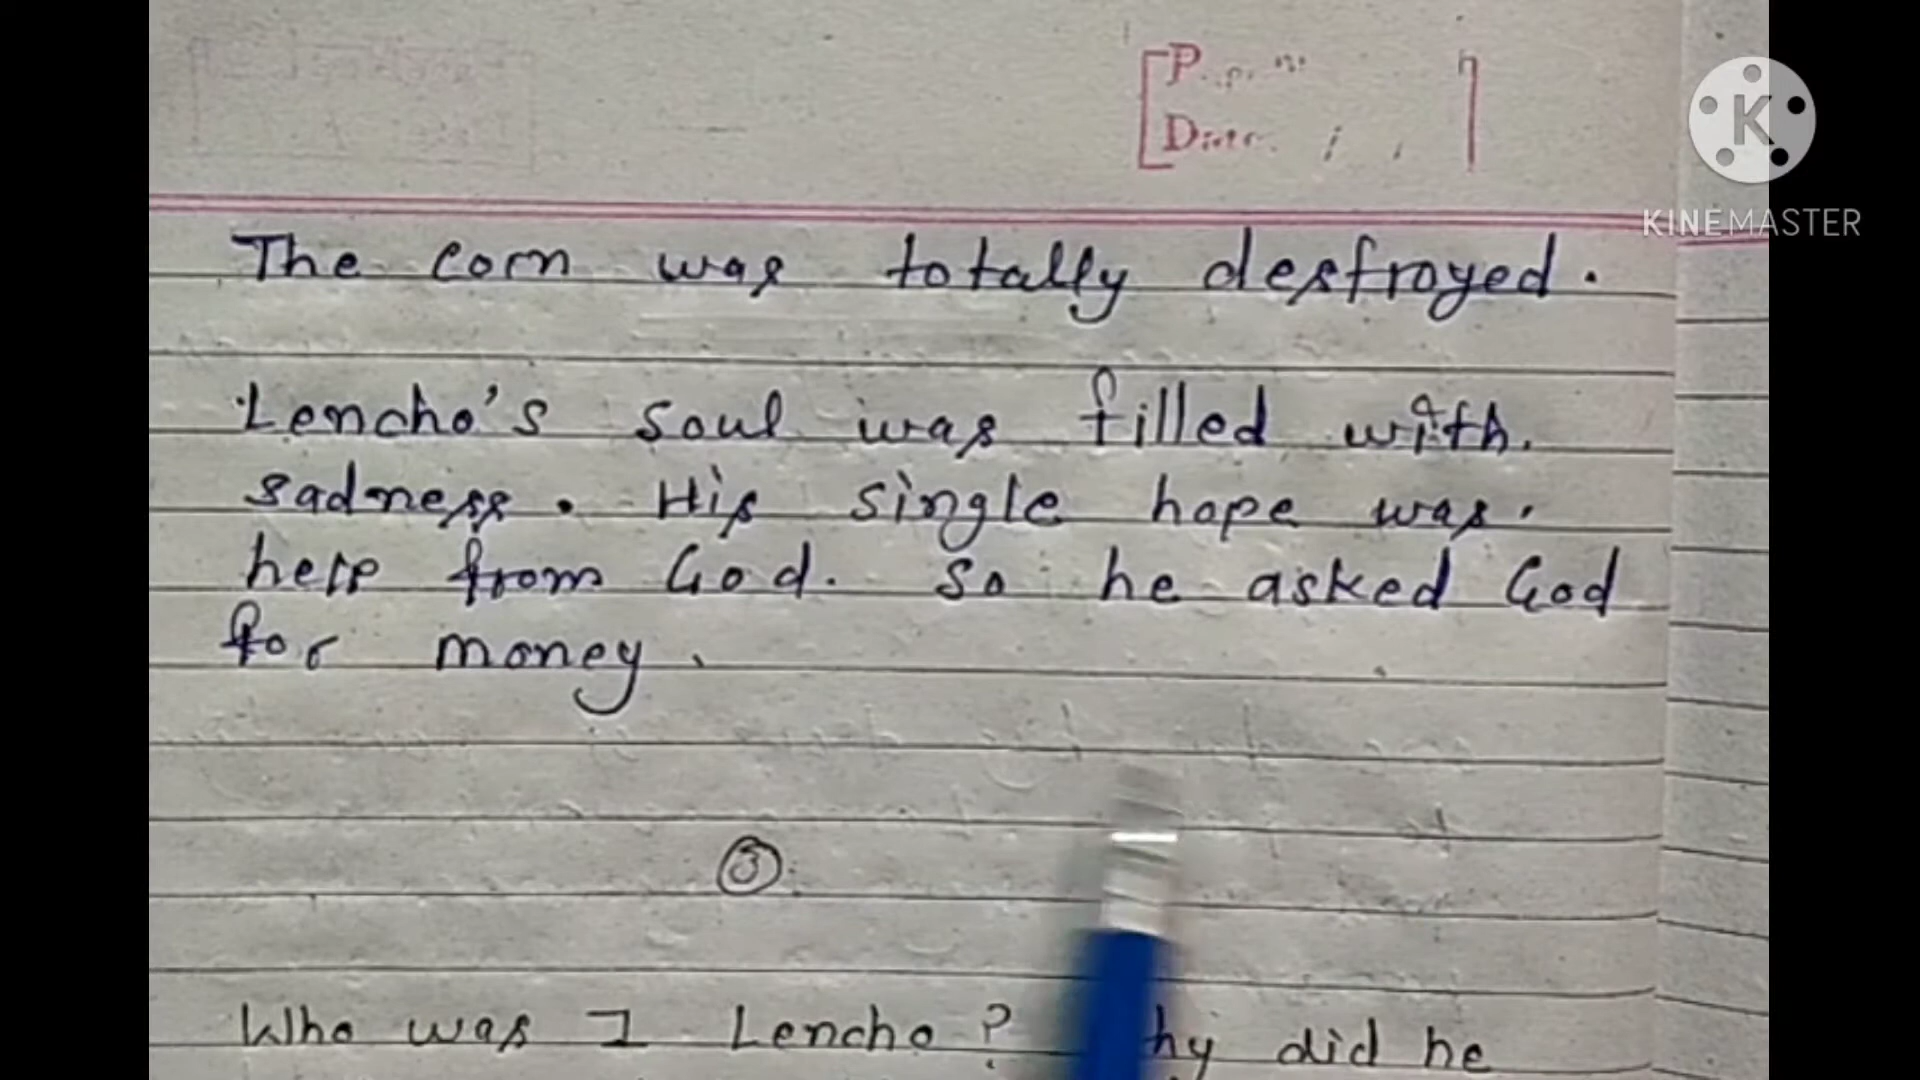 The corn was totally destroyed.
Lencho's soul was filled with.
sadness. His single hope was.
help from God. So he asked God
for money.
3
Who was I Lencho? hy did he
Date
K
KINEMASTER